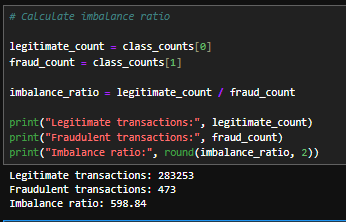 # Calculate imbalance ratio
legitimate_count = class_counts[0]
fraud_count = class_counts[1]
imbalance_ratio = legitimate_count / fraud_count
print("Legitimate transactions:", legitimate_count)
print("Fraudulent transactions:", fraud_count)
print("Imbalance ratio:", round(imbalance_ratio, 2))
Legitimate transactions: 283253
Fraudulent transactions: 473
Imbalance ratio: 598.84